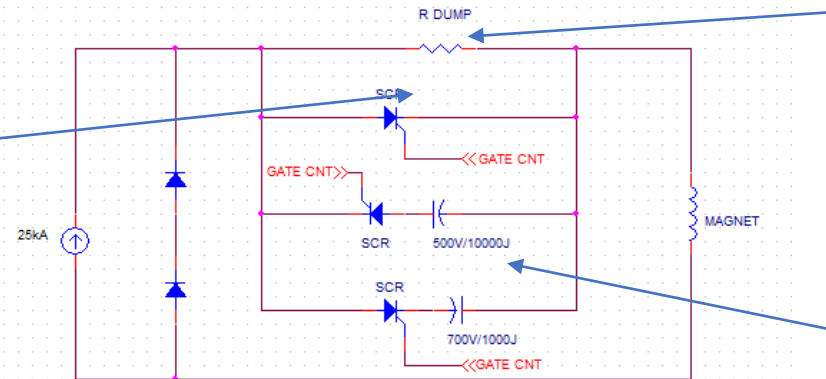 R DUMP
SCR
<<GATE CNT
GATE CNT>>
25kA
MAGNET
SCR
500V/10000J
SCR
700V/1000J
<<GATE CNT